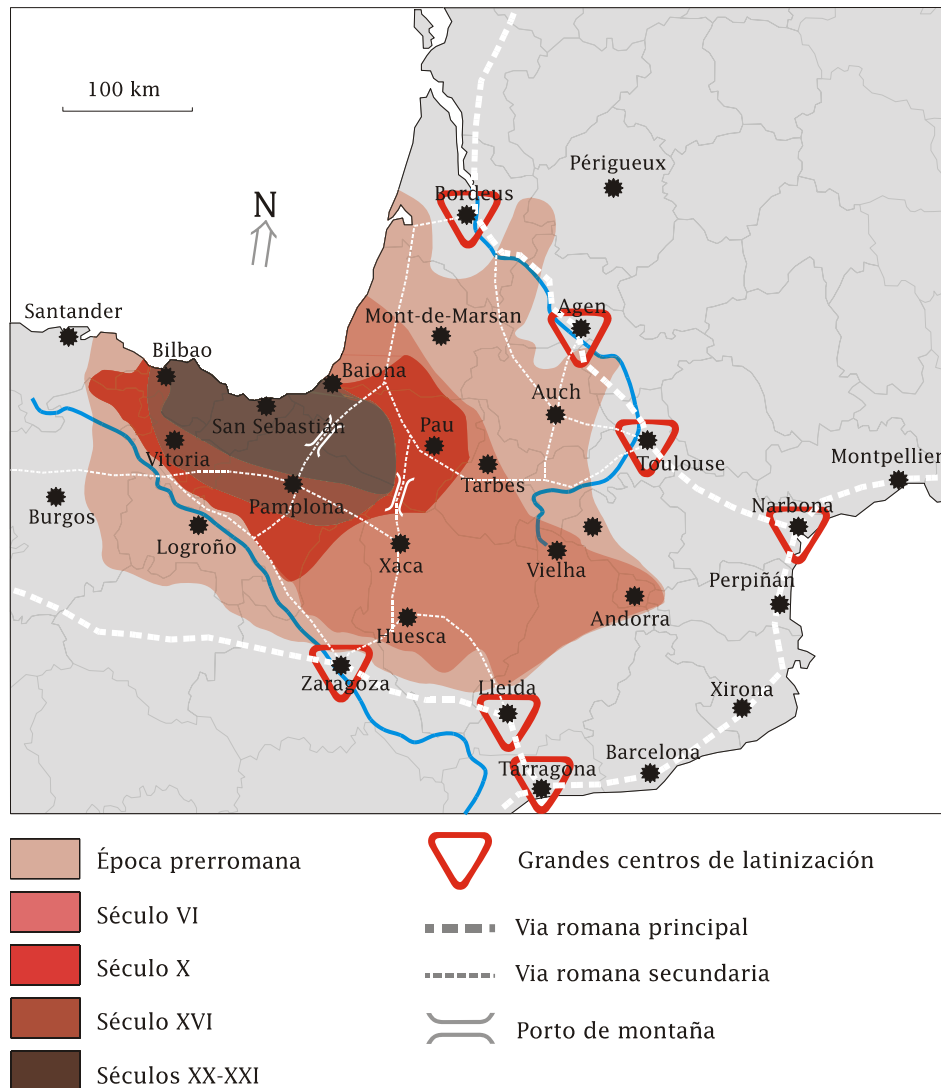 100 km
Périgueux
Bordeus
N
Santander
Agen
Mont-de-Marsan
Bilbao
Baiona
Auch
San Sebastián
Pau
Vitoria
Toulouse
Montpellier
Tarbes
Pamplona
Burgos
Narbona
Logroño
Xaca
Vielha
Perpiñán
Andorra
Huesca
Zaragoza
Lleida
Xirona
Barcelona
Tarragona
Época prerromana
Século VI
Século X
Século XVI
Séculos XX-XXI
Grandes centros de latinización
Via romana principal
Via romana secundaria
Porto de montaña